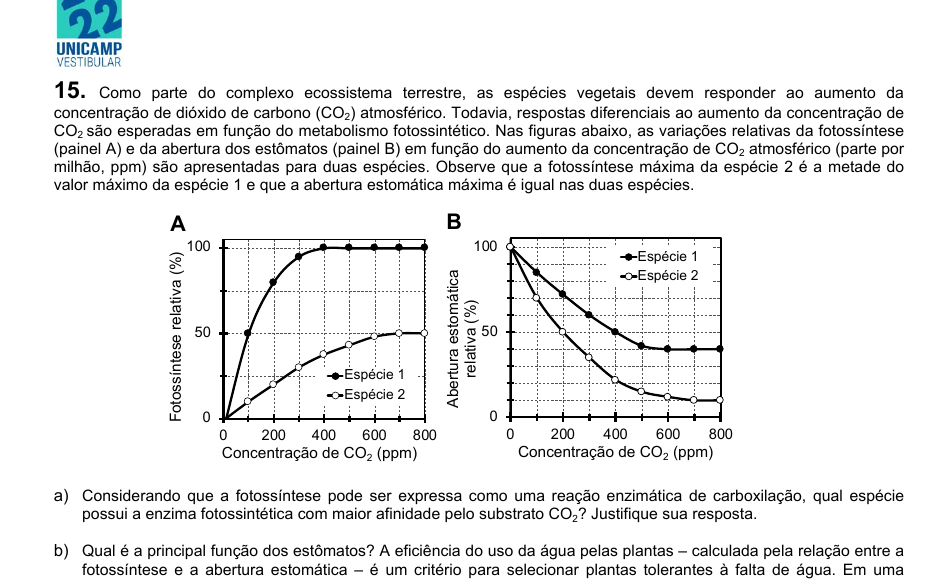 22
UNICAMP
VESTIBULAR
15. Como parte do complexo ecossistema terrestre, as espécies vegetais devem responder ao aumento da
concentração de dióxido de carbono (CO₂) atmosférico. Todavia, respostas diferenciais ao aumento da concentração de
CO₂ são esperadas em função do metabolismo fotossintético. Nas figuras abaixo, as variações relativas da fotossíntese
(painel A) e da abertura dos estômatos (painel B) em função do aumento da concentração de CO₂ atmosférico (parte por
milhão, ppm) são apresentadas para duas espécies. Observe que a fotossíntese máxima da espécie 2 é a metade do
valor máximo da espécie 1 e que a abertura estomática máxima é igual nas duas espécies.
A
Fotossíntese relativa (%)
100
50
0
Espécie 1
Espécie 2
0 200 400 600 800
Concentração de CO₂ (ppm)
B
Abertura estomática
relativa (%)
100
50
0
Espécie 1
Espécie 2
0 200 400 600 800
Concentração de CO₂ (ppm)
a) Considerando que a fotossíntese pode ser expressa como uma reação enzimática de carboxilação, qual espécie
possui a enzima fotossintética com maior afinidade pelo substrato CO₂? Justifique sua resposta.
b) Qual é a principal função dos estômatos? A eficiência do uso da água pelas plantas – calculada pela relação entre a
fotossíntese e a abertura estomática – é um critério para selecionar plantas tolerantes à falta de água. Em uma